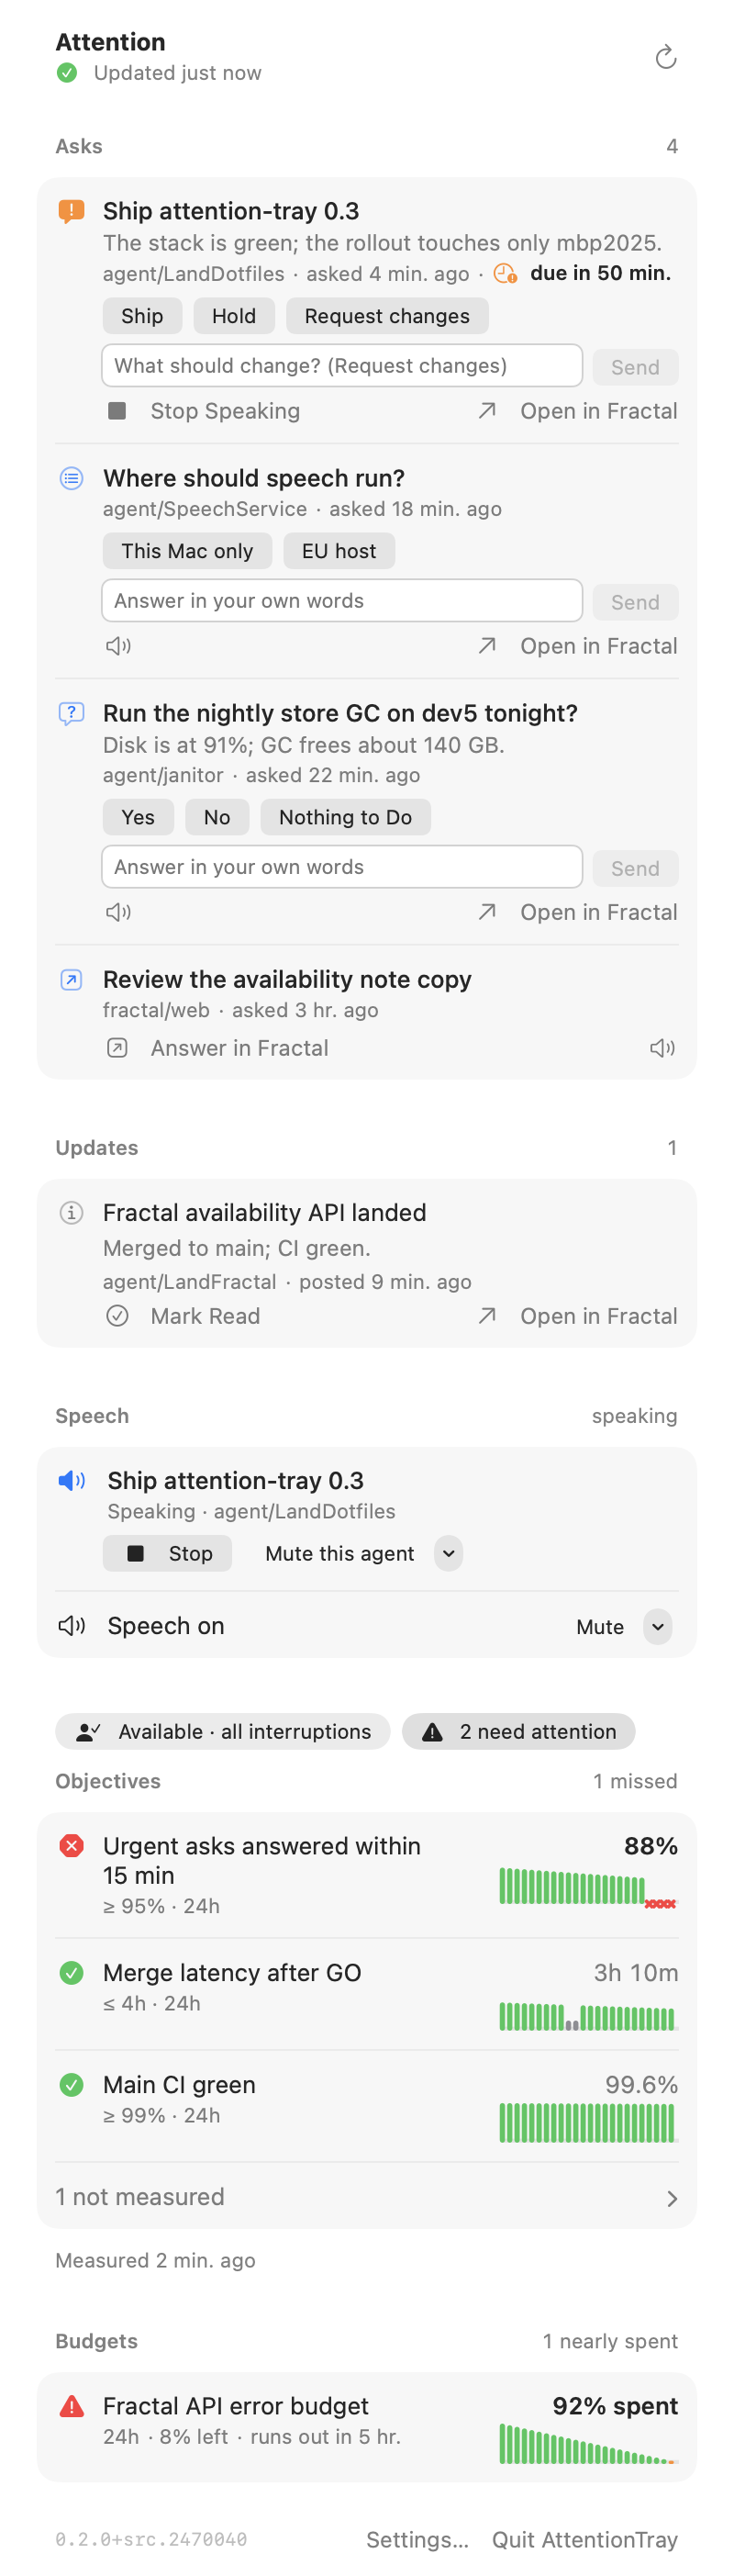 Attention
Updated just now
Asks 4
Ship attention-tray 0.3
The stack is green; the rollout touches only mbp2025.
agent/LandDotfiles · asked 4 min. ago · due in 50 min.
Ship Hold Request changes
What should change? (Request changes) Send
Stop Speaking Open in Fractal
Where should speech run?
agent/SpeechService · asked 18 min. ago
This Mac only EU host
Answer in your own words Send
Open in Fractal
Run the nightly store GC on dev5 tonight?
Disk is at 91%; GC frees about 140 GB.
agent/janitor · asked 22 min. ago
Yes No Nothing to Do
Answer in your own words Send
Open in Fractal
Review the availability note copy
fractal/web · asked 3 hr. ago
Answer in Fractal
Updates 1
Fractal availability API landed
Merged to main; CI green.
agent/LandFractal · posted 9 min. ago
Mark Read Open in Fractal
Speech speaking
Ship attention-tray 0.3
Speaking · agent/LandDotfiles
Stop Mute this agent
Speech on Mute
Available · all interruptions 2 need attention
Objectives 1 missed
Urgent asks answered within 88%
15 min
≥ 95% · 24h
Merge latency after GO 3h 10m
≤ 4h · 24h
Main CI green 99.6%
≥ 99% · 24h
1 not measured
Measured 2 min. ago
Budgets 1 nearly spent
Fractal API error budget 92% spent
24h · 8% left · runs out in 5 hr.
0.2.0+src.2470040 Settings... Quit AttentionTray